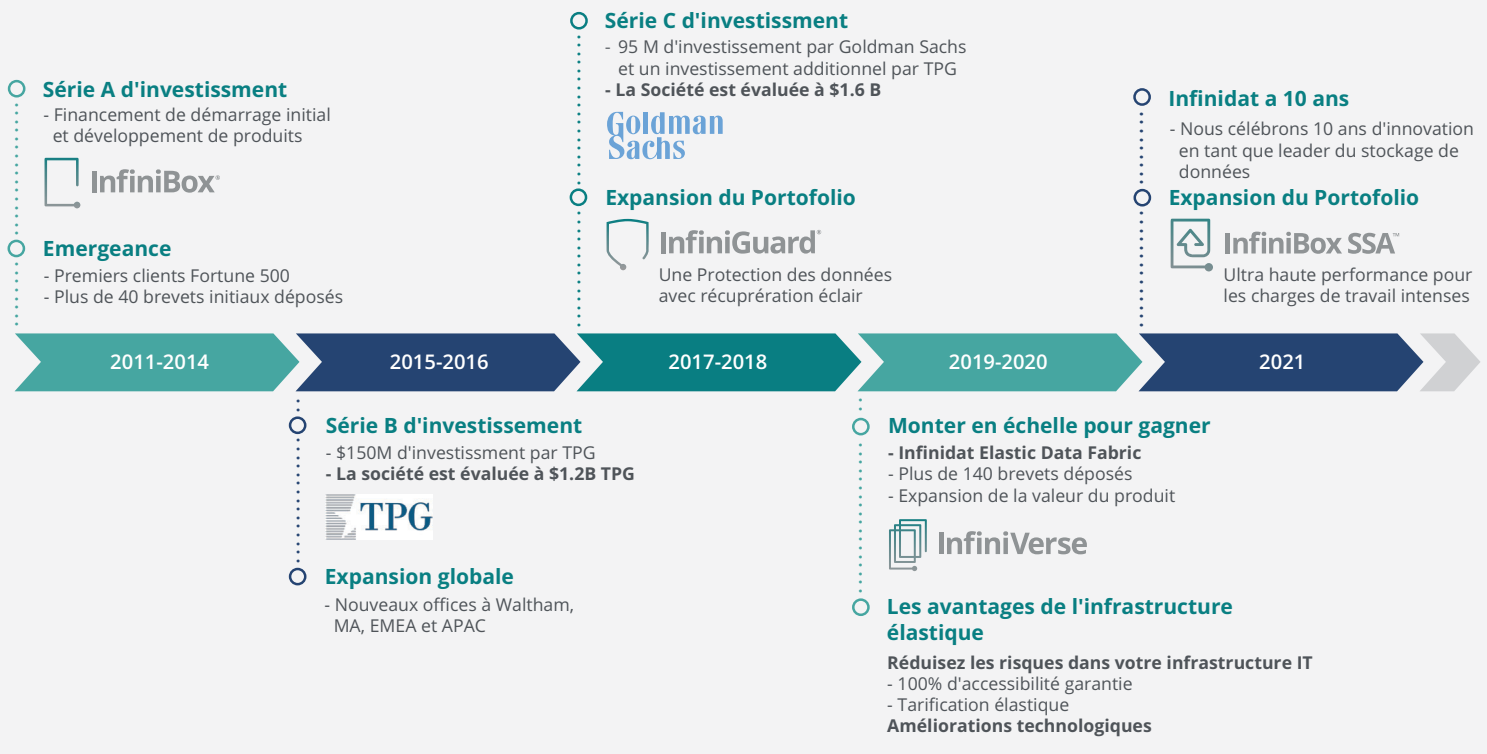 Série A d'investissment
- Financement de démarrage initial
et développement de produits
InfiniBox®
Emergeance
- Premiers clients Fortune 500
- Plus de 40 brevets initiaux déposés
Série C d'investissment
- 95 M d'investissement par Goldman Sachs
et un investissement additionnel par TPG
- La Société est évaluée à $1.6 B
Goldman
Sachs
Expansion du Portofolio
InfiniGuard®
Une Protection des données
avec récuprération éclair
Infinidat a 10 ans
- Nous célébrons 10 ans d'innovation
en tant que leader du stockage de
données
Expansion du Portofolio
InfiniBox SSA™
Ultra haute performance pour
les charges de travail intenses
2011-2014
2015-2016
2017-2018
2019-2020
2021
Série B d'investissement
- $150M d'investissment par TPG
- La société est évaluée à $1.2B TPG
TPG
Expansion globale
- Nouveaux offices à Waltham,
MA, EMEA et APAC
Monter en échelle pour gagner
- Infinidat Elastic Data Fabric
- Plus de 140 brevets déposés
- Expansion de la valeur du produit
InfiniVerse
Les avantages de l'infrastructure
élastique
Réduisez les risques dans votre infrastructure IT
- 100% d'accessibilité garantie
- Tarification élastique
Améliorations technologiques